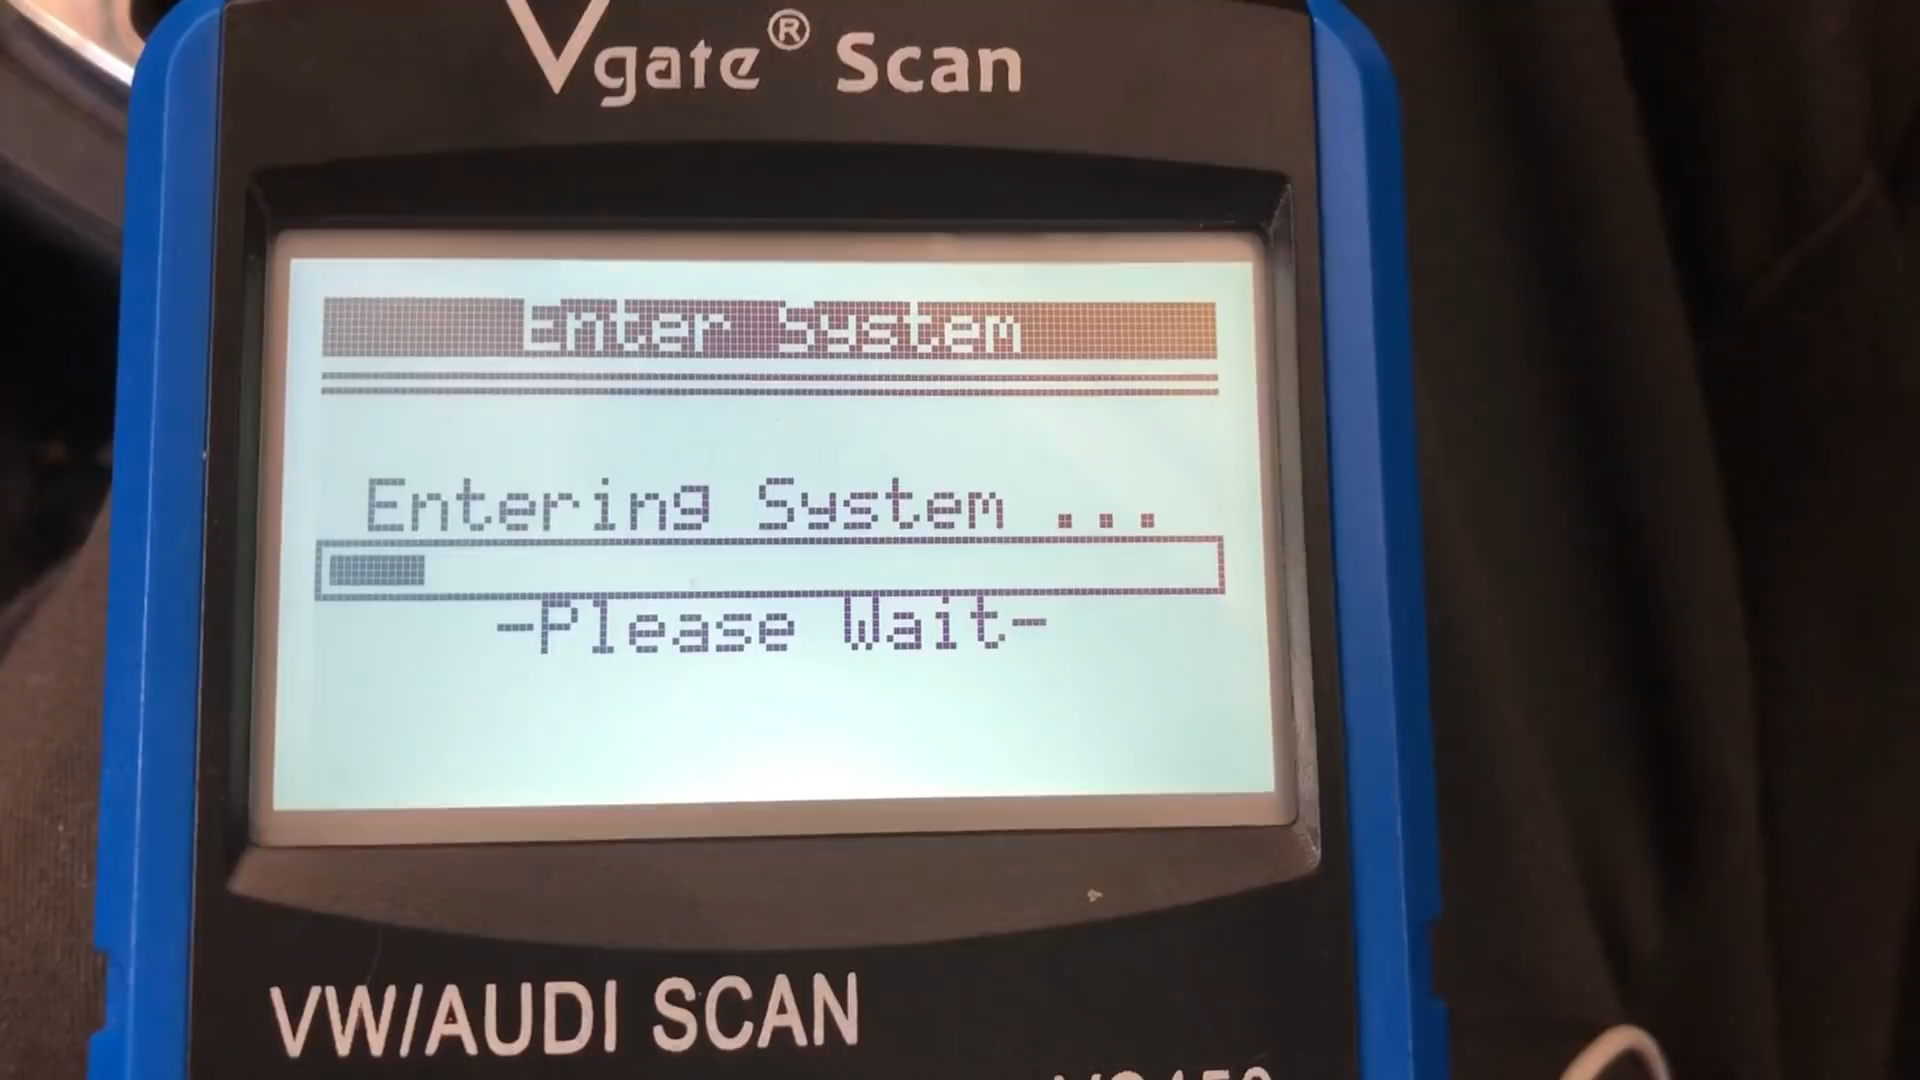 Vgate® Scan
Enter System
Entering System ...
-Please Wait-
VW/AUDI SCAN